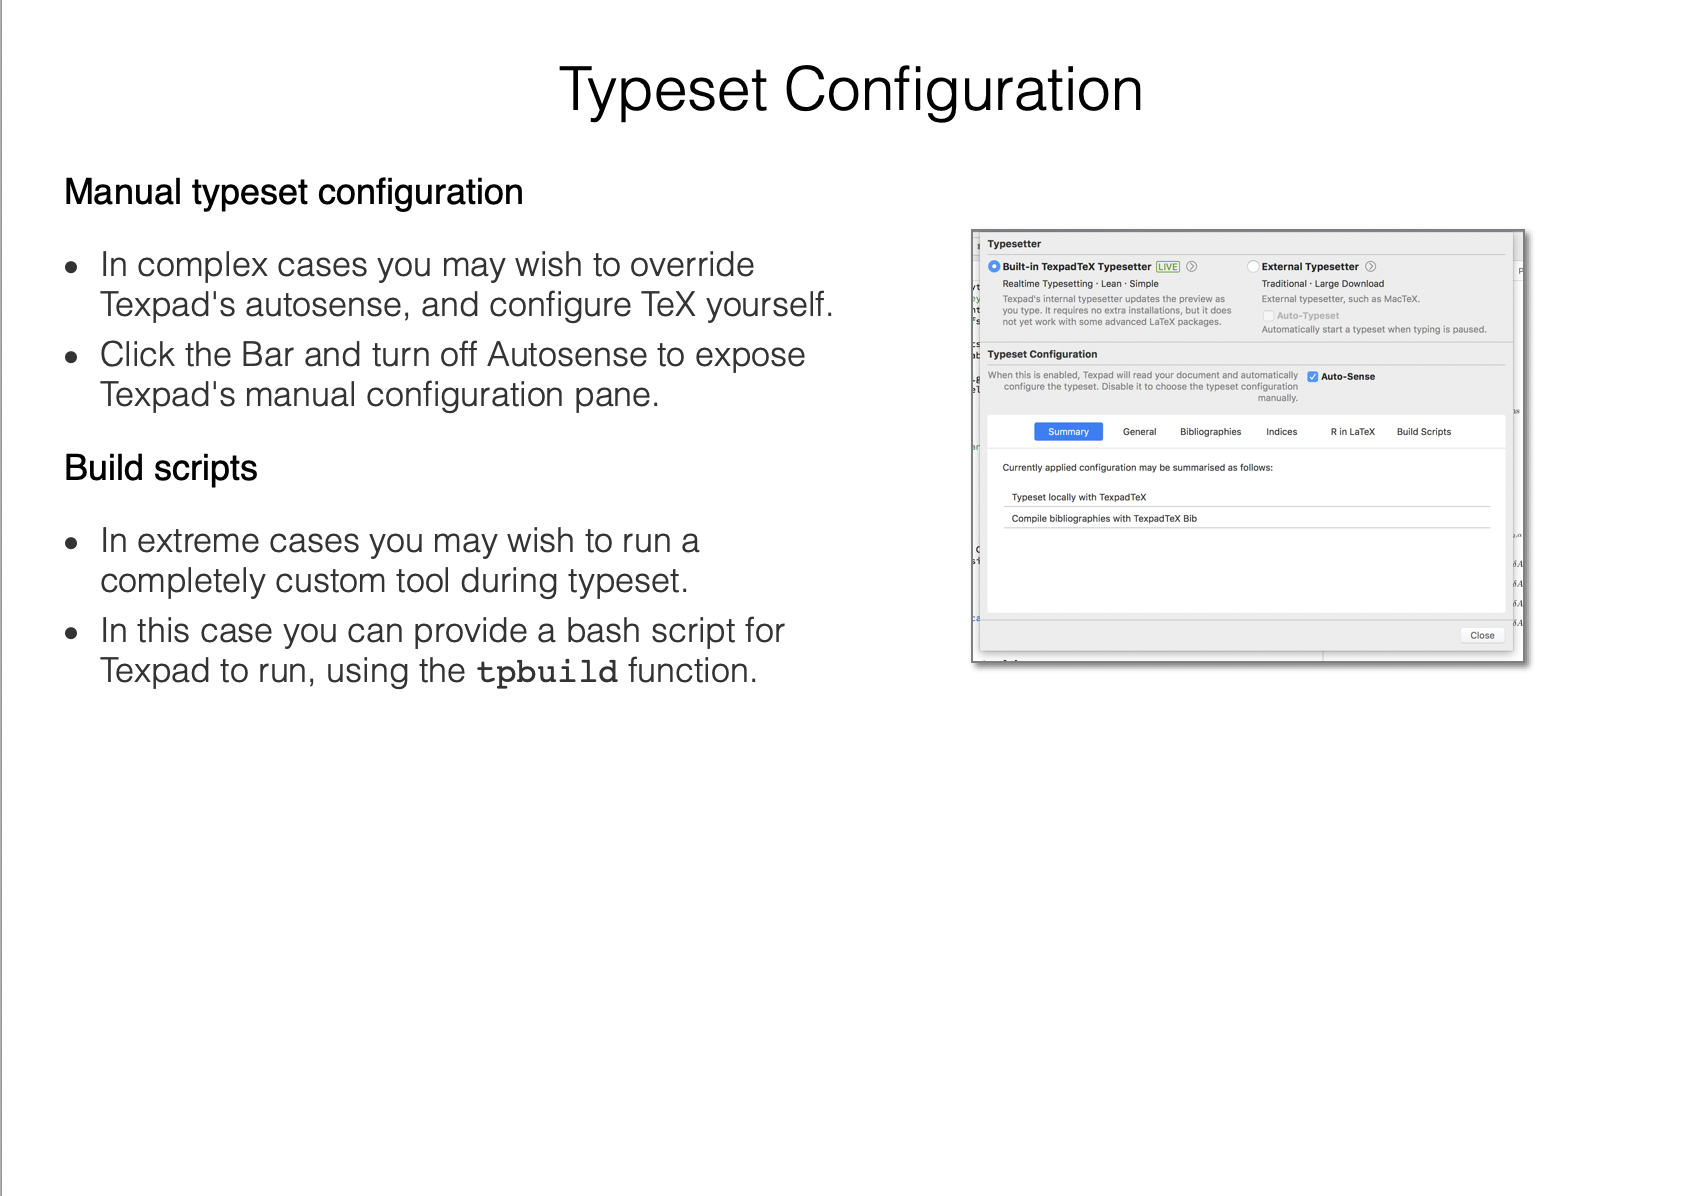 Typeset Configuration
Manual typeset configuration
• In complex cases you may wish to override
Texpad's autosense, and configure TeX yourself.
• Click the Bar and turn off Autosense to expose
Texpad's manual configuration pane.
Build scripts
• In extreme cases you may wish to run a
completely custom tool during typeset.
• In this case you can provide a bash script for
Texpad to run, using the tpbuild function.
Typesetter
Built-in TexpadTeX Typesetter LIVE
Realtime Typesetting · Lean · Simple
Texpad's internal typesetter updates the preview as
you type. It requires no extra installations, but it does
not yet work with some advanced LaTeX packages.
External Typesetter
Traditional · Large Download
External typesetter, such as MacTeX.
Auto-Typeset
Automatically start a typeset when typing is paused.
Typeset Configuration
When this is enabled, Texpad will read your document and automatically
configure the typeset. Disable it to choose the typeset configuration
manually.
Auto-Sense
Summary General Bibliographies Indices R in LaTeX Build Scripts
Currently applied configuration may be summarised as follows:
Typeset locally with TexpadTeX
Compile bibliographies with TexpadTeX Bib
Close